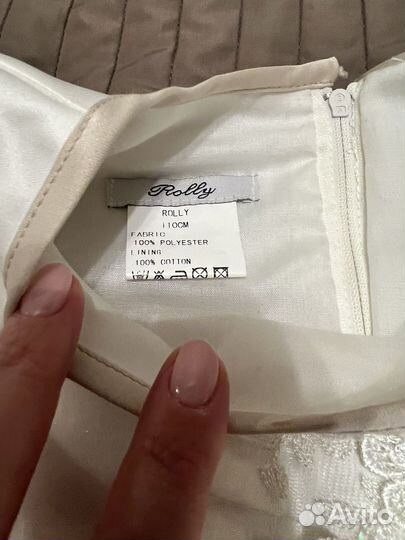 Rolly
ROLLY
110CM
FABRIC
100% POLYESTER
LINING
100% COTTON
Avito